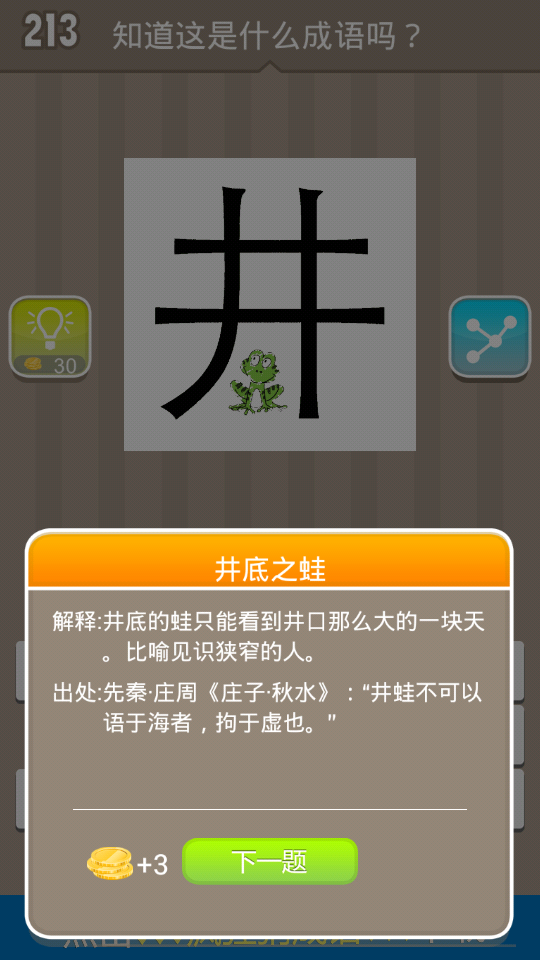 213
知道这是什么成语吗？
井
30
井底之蛙
解释:井底的蛙只能看到井口那么大的一块天
。比喻见识狭窄的人。
出处:先秦·庄周《庄子·秋水》：“井蛙不可以
语于海者，拘于虚也。”
+3
下一题